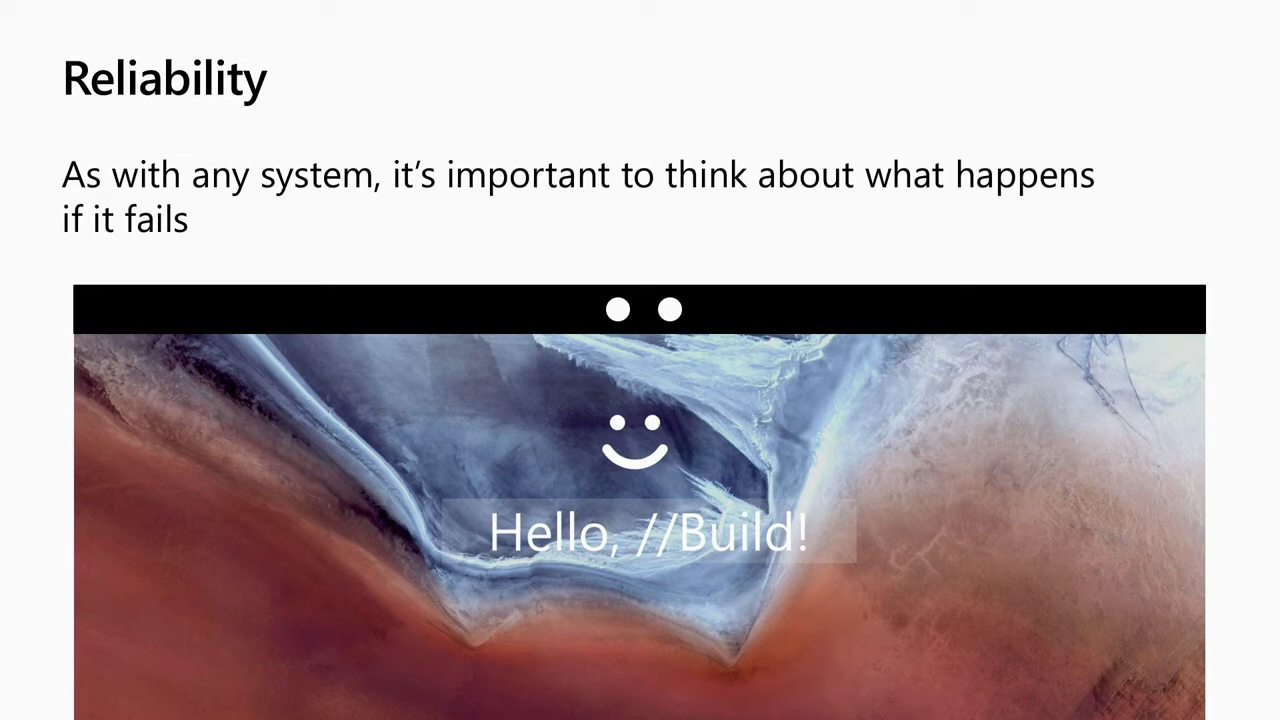 Reliability
As with any system, it’s important to think about what happens
if it fails
Hello, //Build!